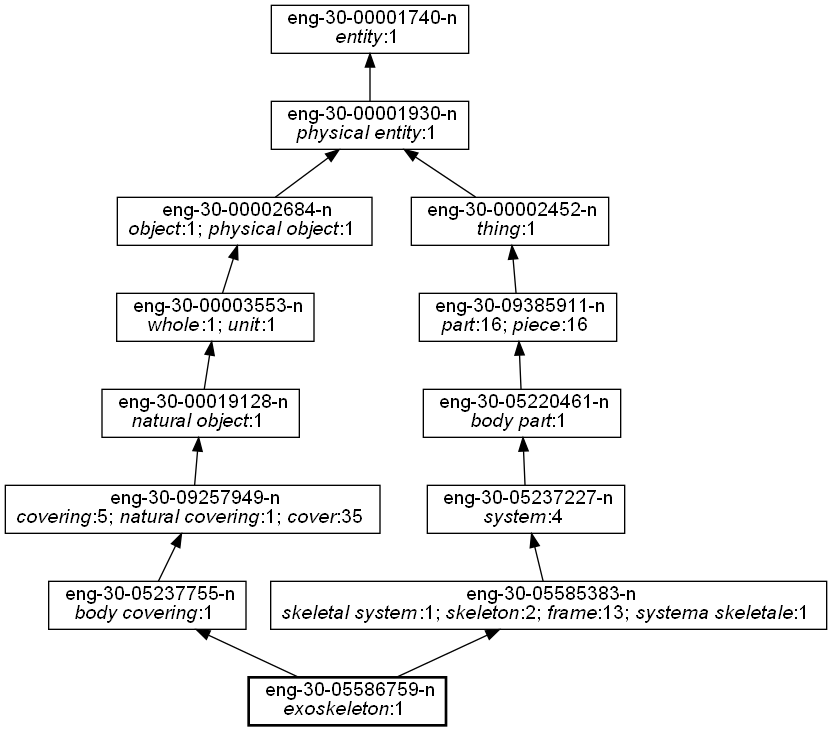 eng-30-00001740-n
entity:1
eng-30-00001930-n
physical entity:1
eng-30-00002684-n
object:1; physical object:1
eng-30-00002452-n
thing:1
eng-30-00003553-n
whole:1; unit:1
eng-30-09385911-n
part:16; piece:16
eng-30-00019128-n
natural object:1
eng-30-05220461-n
body part:1
eng-30-09257949-n
covering:5; natural covering:1; cover:35
eng-30-05237227-n
system:4
eng-30-05237755-n
body covering:1
eng-30-05585383-n
skeletal system:1; skeleton:2; frame:13; systema skeletale:1
eng-30-05586759-n
exoskeleton:1